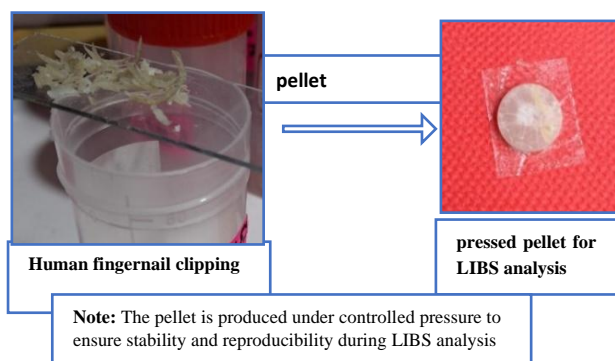 pellet
Human fingernail clipping
pressed pellet for
LIBS analysis
Note: The pellet is produced under controlled pressure to
ensure stability and reproducibility during LIBS analysis